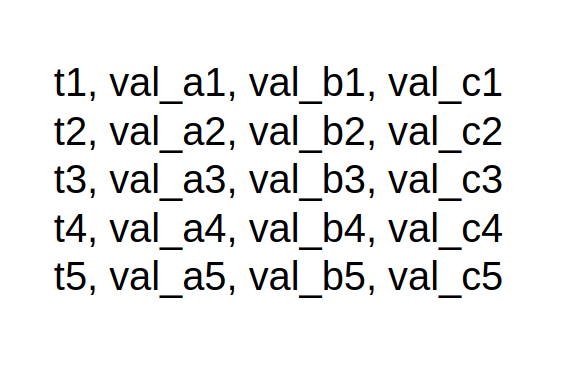 t1, val_a1, val_b1, val_c1
t2, val_a2, val_b2, val_c2
t3, val_a3, val_b3, val_c3
t4, val_a4, val_b4, val_c4
t5, val_a5, val_b5, val_c5